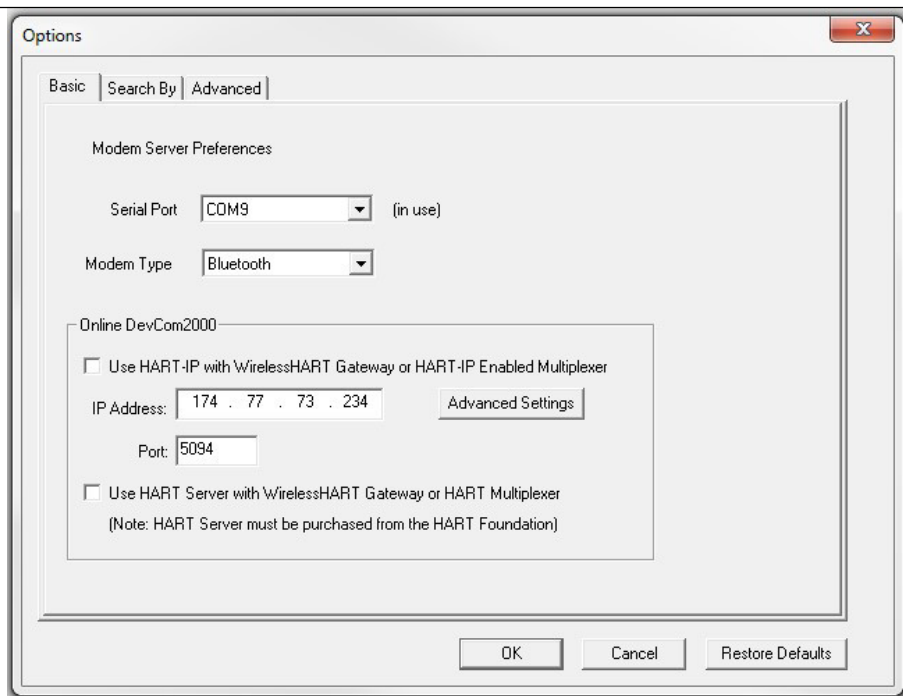 Options
Basic Search By Advanced
Modem Server Preferences
Serial Port COM9 (in use)
Modem Type Bluetooth
Online DevCom2000
Use HART-IP with WirelessHART Gateway or HART-IP Enabled Multiplexer
IP Address: 174 . 77 . 73 . 234 Advanced Settings
Port: 5094
Use HART Server with WirelessHART Gateway or HART Multiplexer
(Note: HART Server must be purchased from the HART Foundation)
OK Cancel Restore Defaults